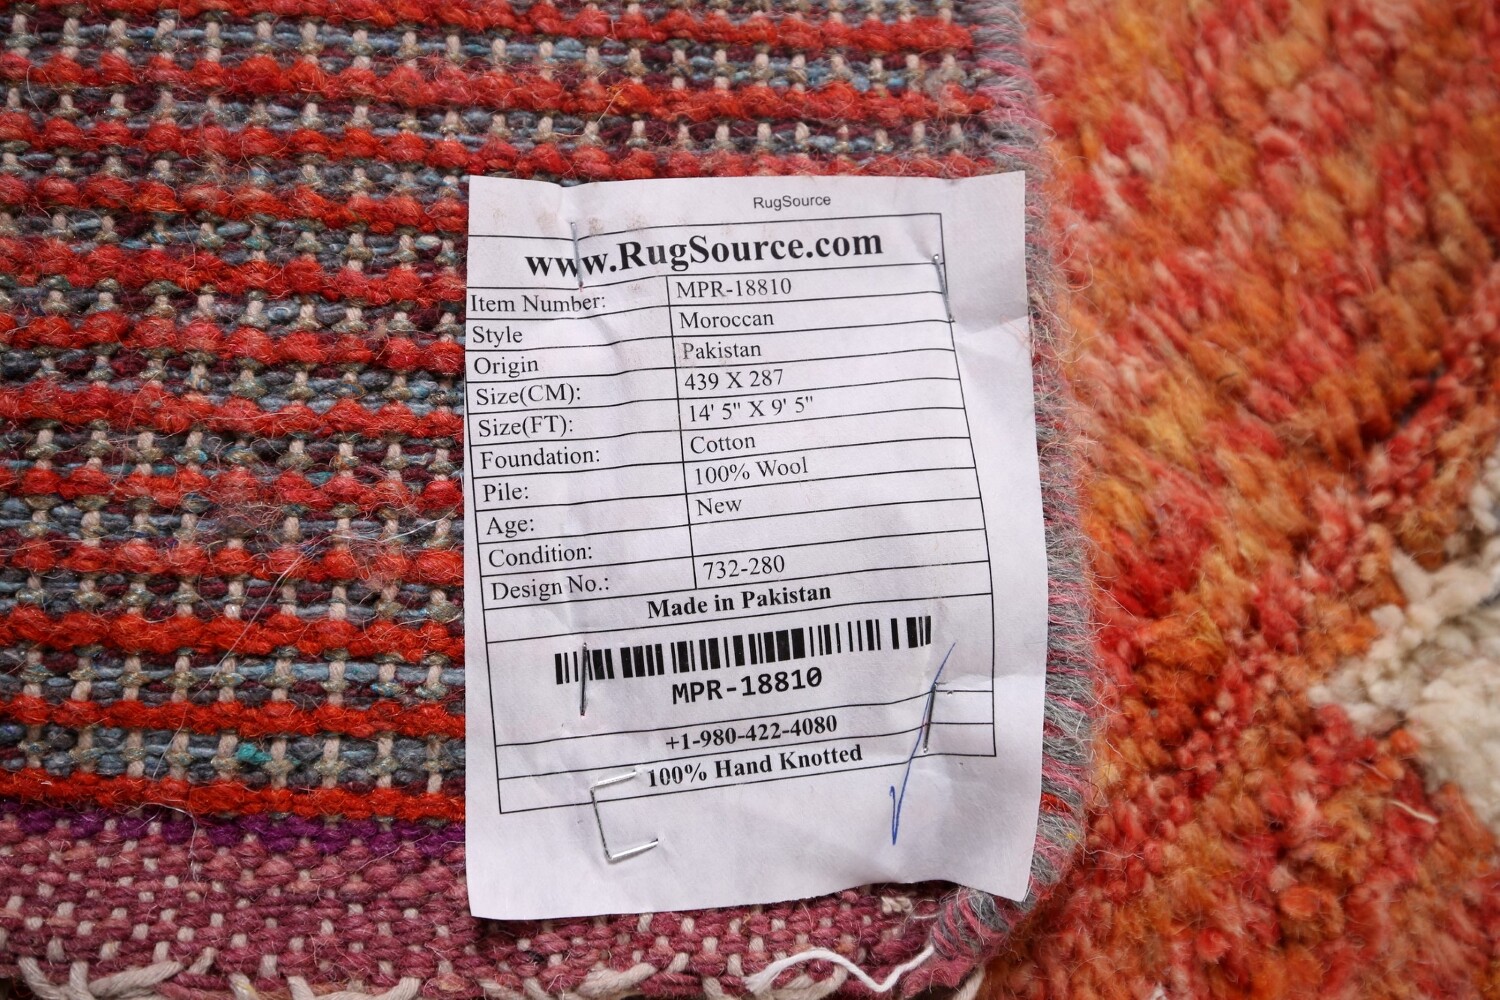 RugSource
www.RugSource.com
Item Number: MPR-18810
Style Moroccan
Origin Pakistan
Size(CM): 439 X 287
Size(FT): 14' 5" X 9' 5"
Foundation: Cotton
Pile: 100% Wool
Age: New
Condition:
Design No.: 732-280
Made in Pakistan
MPR-18810
+1-980-422-4080
100% Hand Knotted